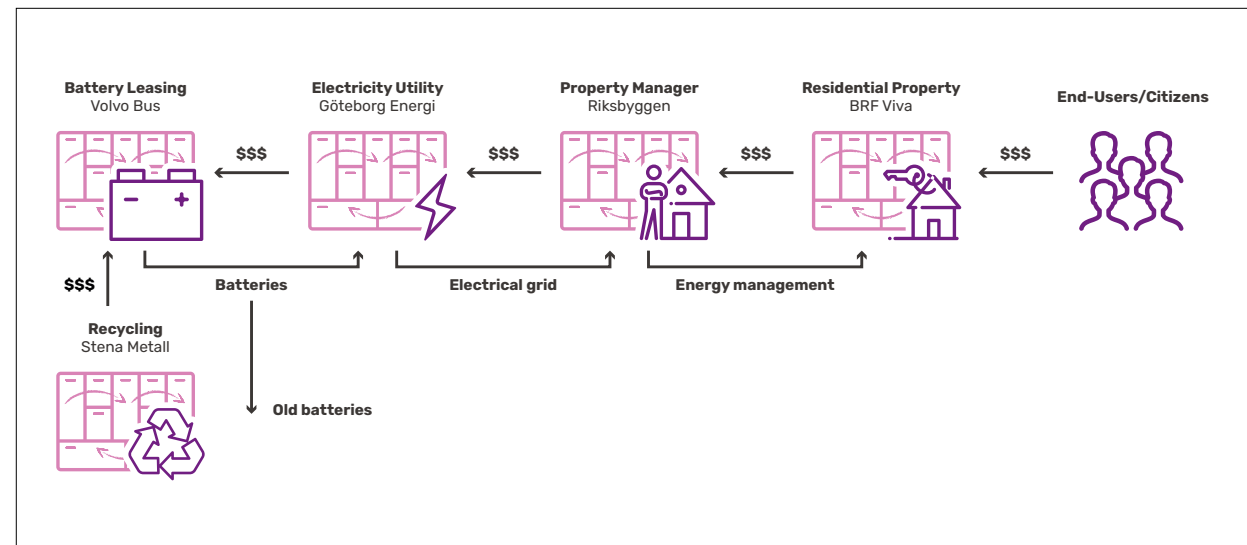 Battery Leasing
Volvo Bus
Electricity Utility
Göteborg Energi
Property Manager
Riksbyggen
Residential Property
BRF Viva
End-Users/Citizens
$$$
$$$
$$$
$$$
$$$
Batteries
Electrical grid
Energy management
Recycling
Stena Metall
Old batteries